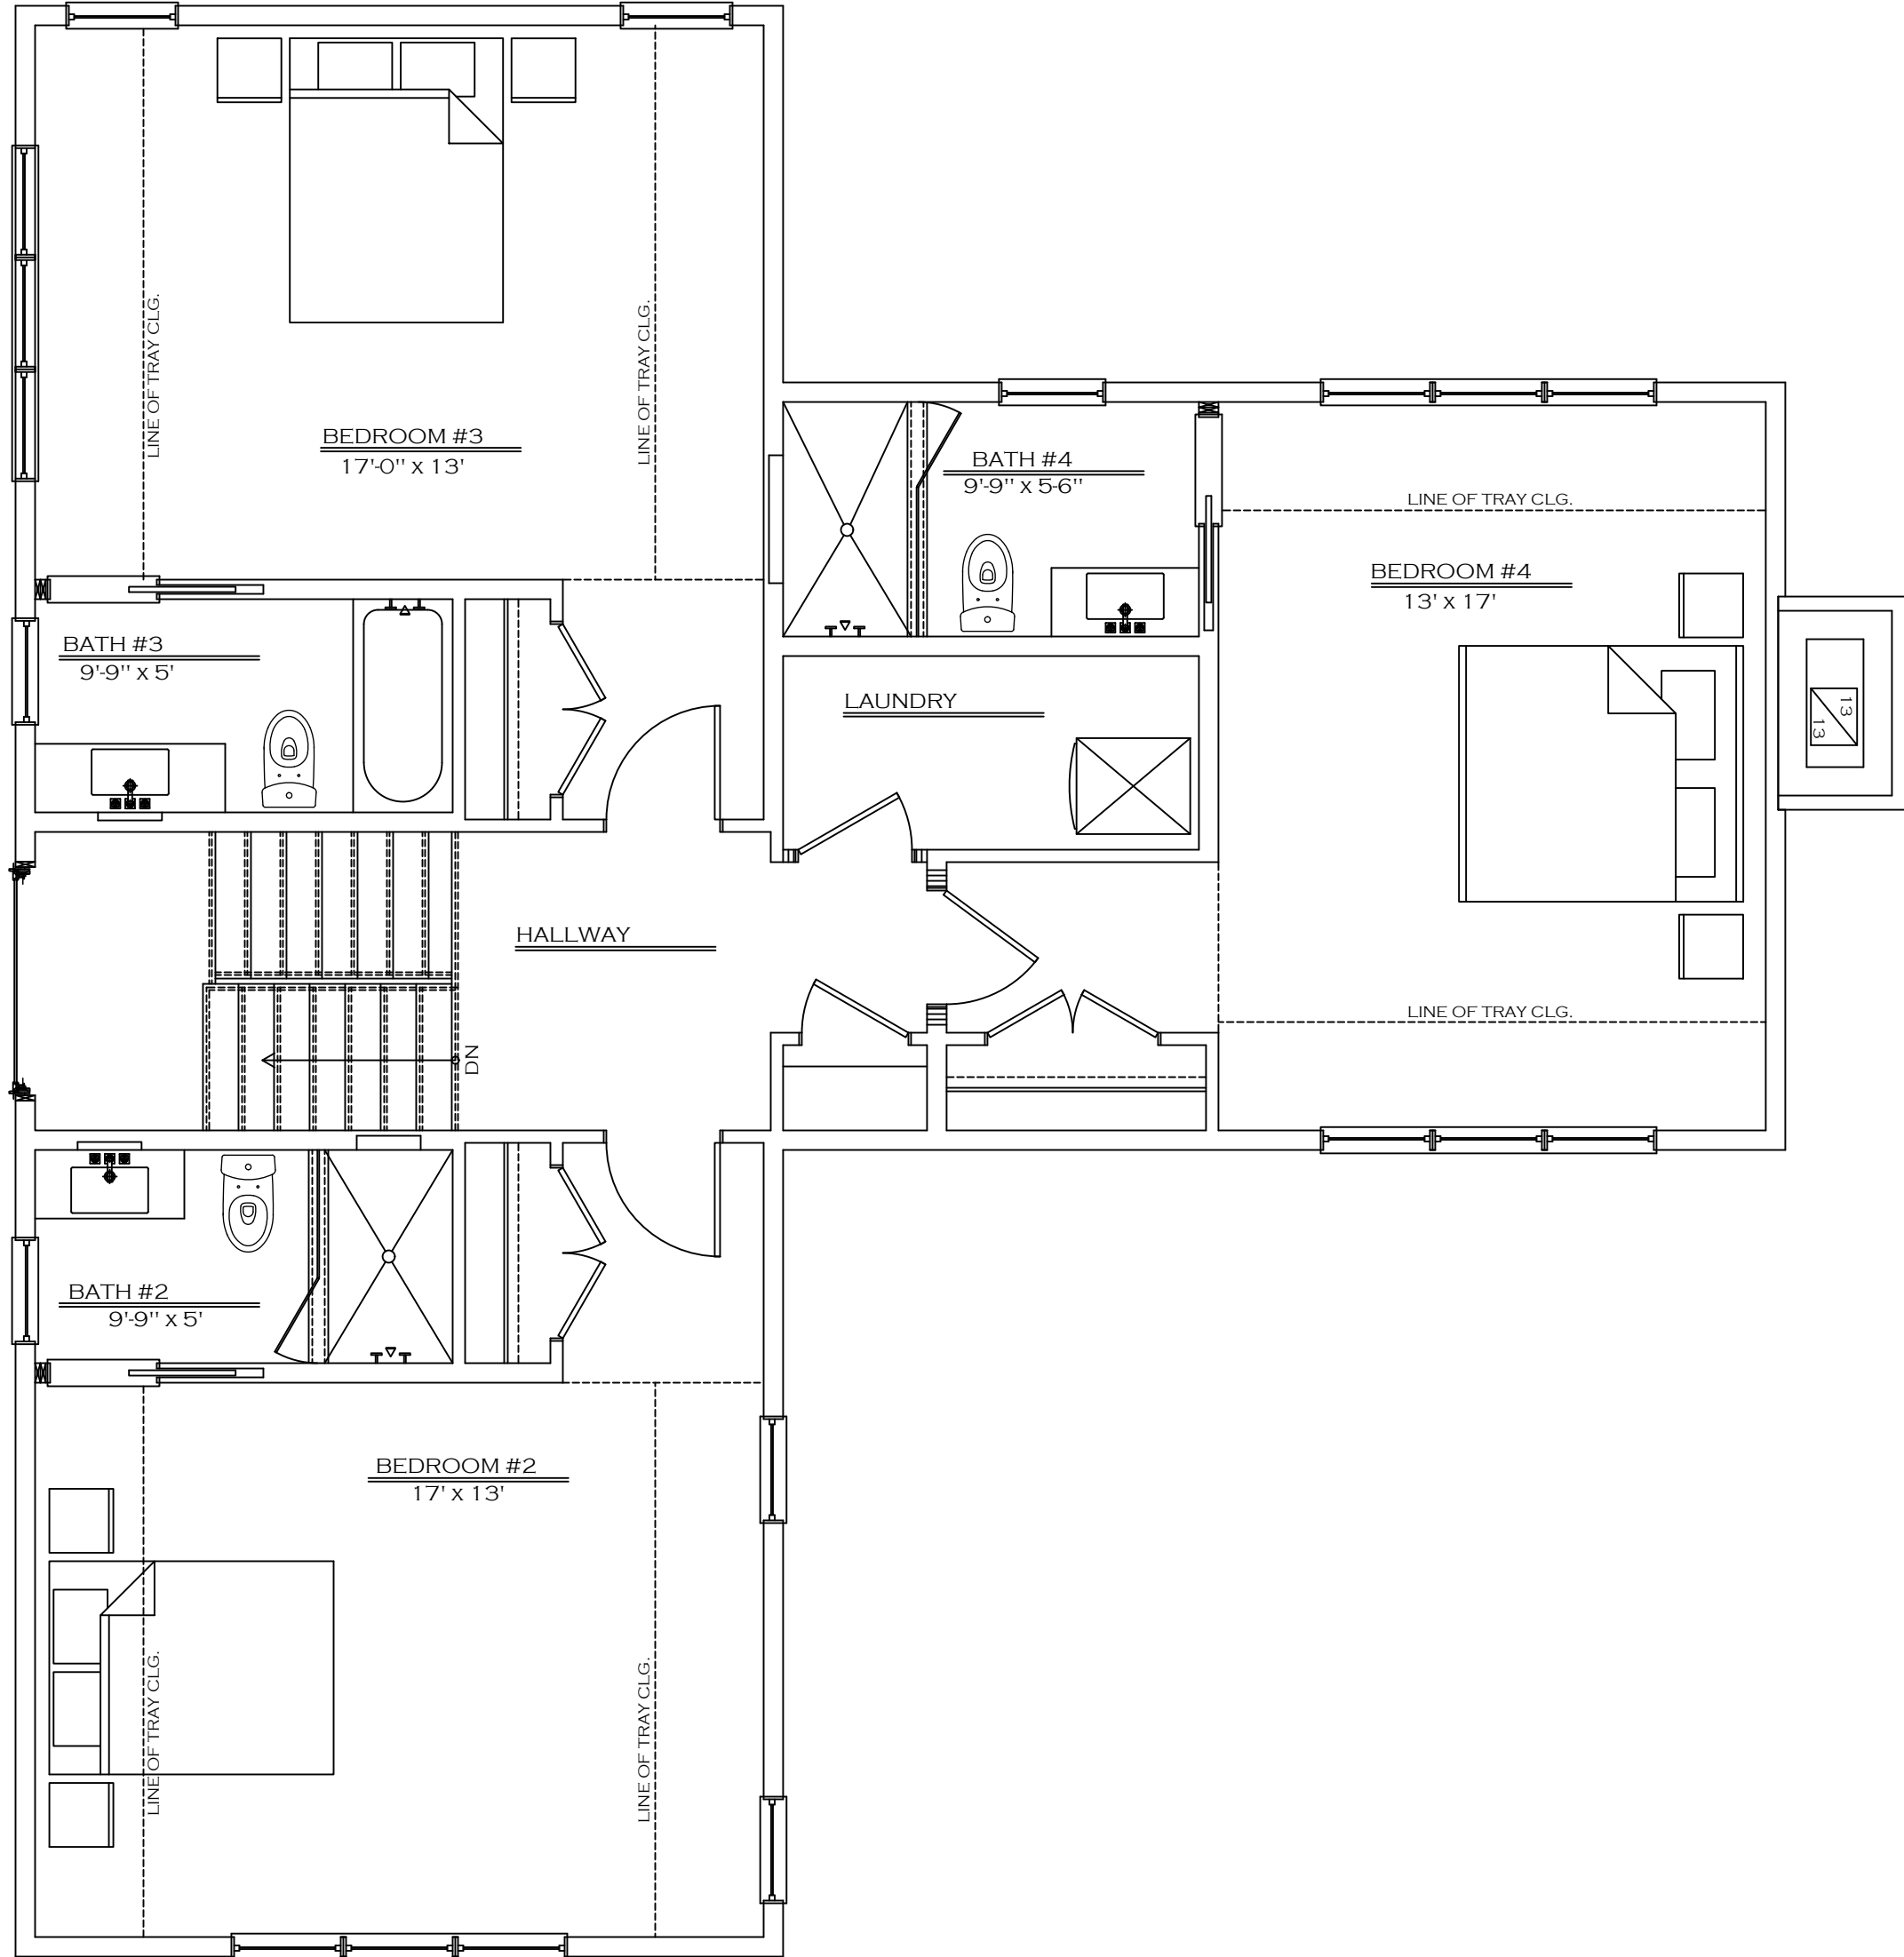 LINE OF TRAY CLG.
LINE OF TRAY CLG.
BEDROOM #3
17'-0" x 13'
BATH #4
9'-9" x 5-6"
LINE OF TRAY CLG.
BEDROOM #4
13' x 17'
BATH #3
9'-9" x 5'
LAUNDRY
13
13
HALLWAY
LINE OF TRAY CLG.
DN
BATH #2
9'-9" x 5'
BEDROOM #2
17' x 13'
LINE OF TRAY CLG.
LINE OF TRAY CLG.